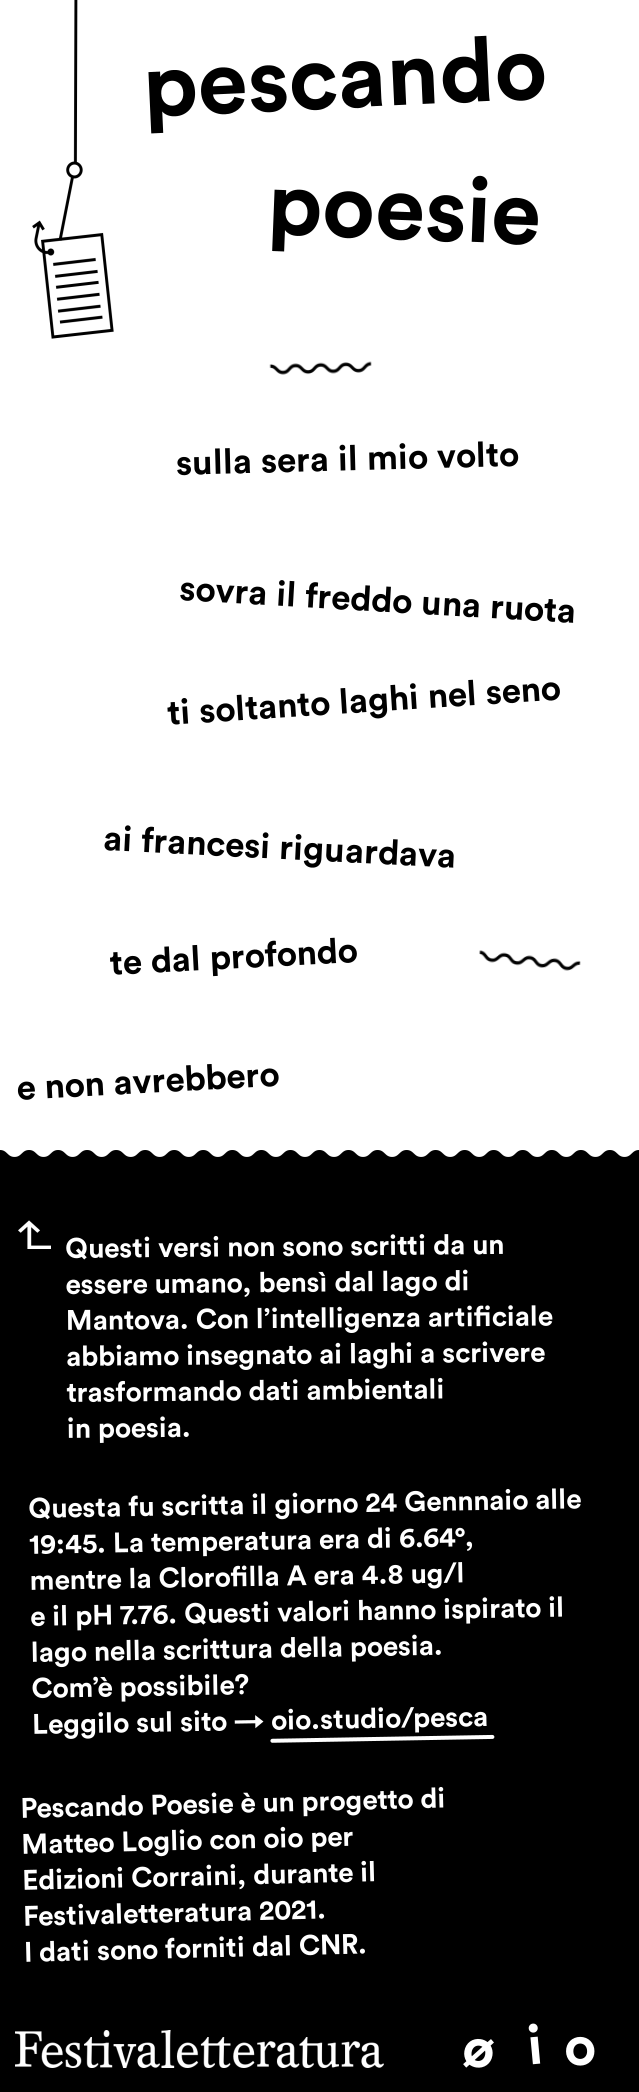 pescando
poesie
sulla sera il mio volto
sovra il freddo una ruota
ti soltanto laghi nel seno
ai francesi riguardava
te dal profondo
e non avrebbero
Questi versi non sono scritti da un
essere umano, bensì dal lago di
Mantova. Con l’intelligenza artificiale
abbiamo insegnato ai laghi a scrivere
trasformando dati ambientali
in poesia.
Questa fu scritta il giorno 24 Gennnaio alle
19:45. La temperatura era di 6.64°,
mentre la Clorofilla A era 4.8 ug/l
e il pH 7.76. Questi valori hanno ispirato il
lago nella scrittura della poesia.
Com’è possibile?
Leggilo sul sito → oio.studio/pesca
Pescando Poesie è un progetto di
Matteo Loglio con oio per
Edizioni Corraini, durante il
Festivaletteratura 2021.
I dati sono forniti dal CNR.
Festivaletteratura ø i o